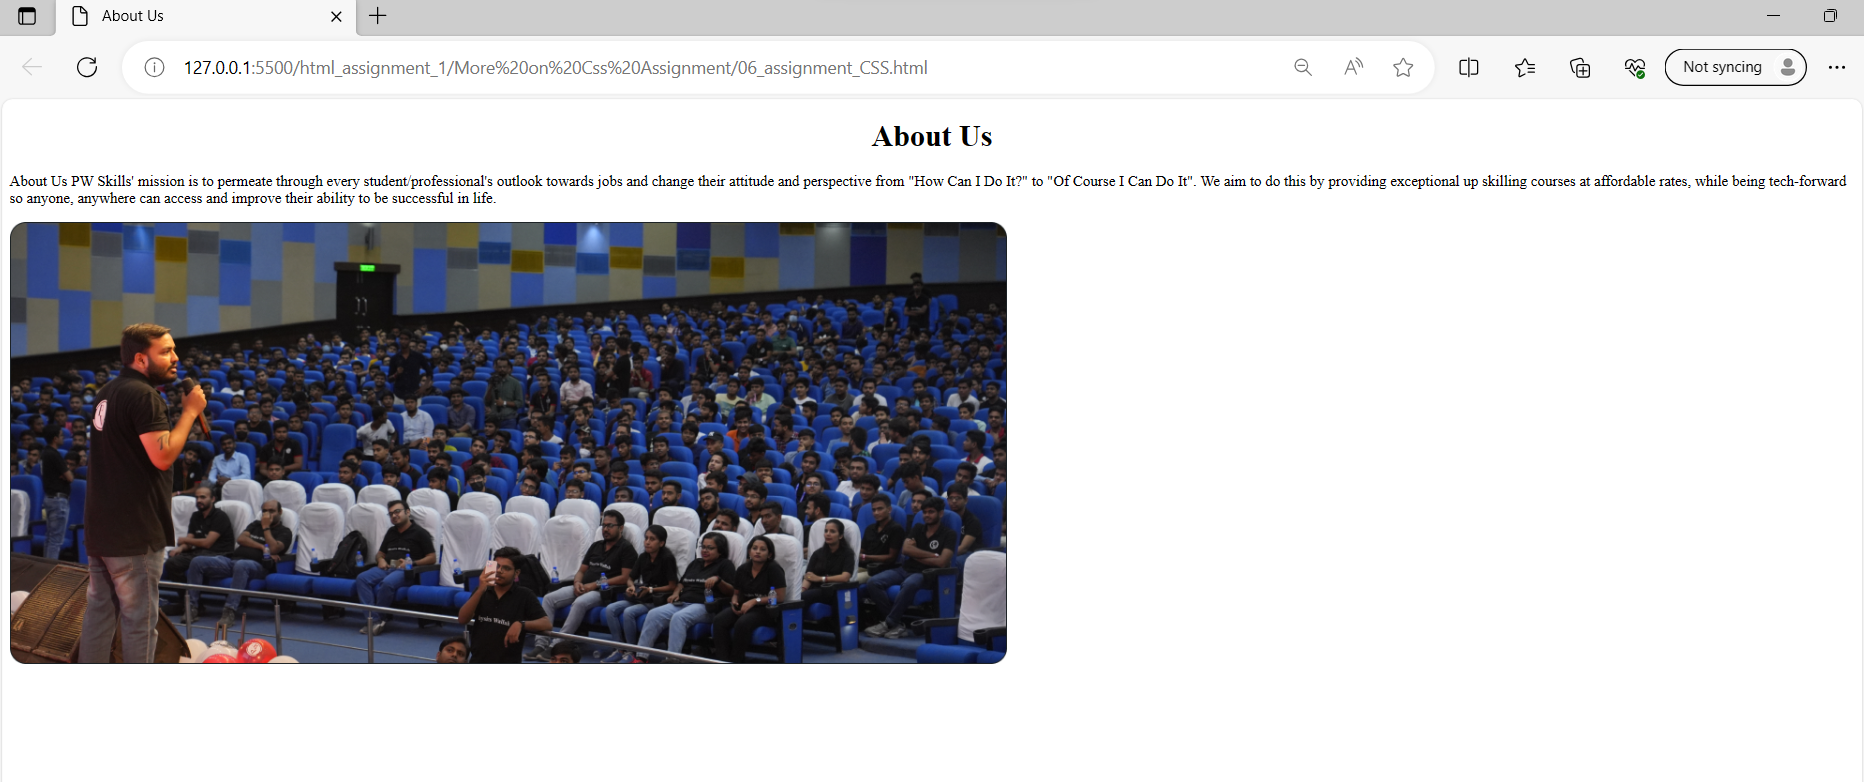 About Us
127.0.0.1:5500/html_assignment_1/More%20on%20Css%20Assignment/06_assignment_CSS.html
Not syncing
About Us
About Us PW Skills' mission is to permeate through every student/professional's outlook towards jobs and change their attitude and perspective from "How Can I Do It?" to "Of Course I Can Do It". We aim to do this by providing exceptional up skilling courses at affordable rates, while being tech-forward
so anyone, anywhere can access and improve their ability to be successful in life.